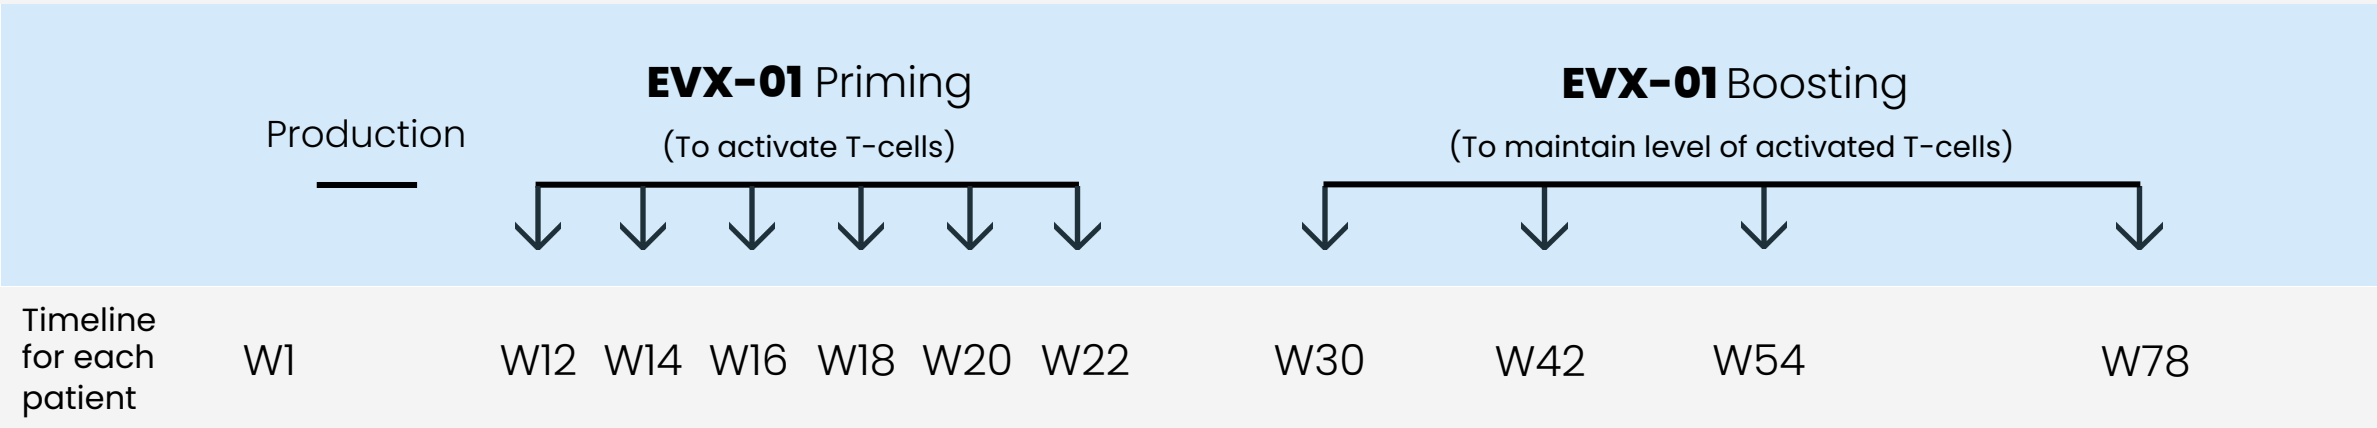 EVX-01 Priming
EVX-01 Boosting
Production
(To activate T-cells)
(To maintain level of activated T-cells)
Timeline
for each
patient
W1
W12 W14 W16 W18 W20 W22
W30
W42
W54
W78